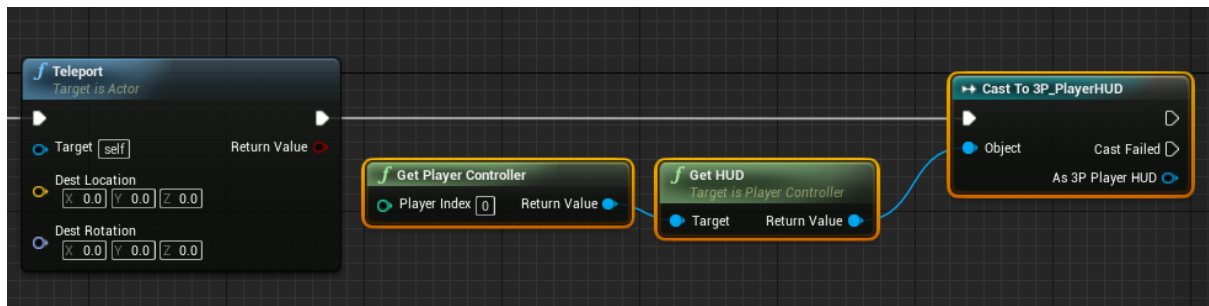 f Teleport
Target is Actor
Target self Return Value
Dest Location
X 0.0 Y 0.0 Z 0.0
Dest Rotation
X 0.0 Y 0.0 Z 0.0
f Get Player Controller
Player Index 0 Return Value
f Get HUD
Target is Player Controller
Target Return Value
Cast To 3P_PlayerHUD
Object Cast Failed
As 3P Player HUD